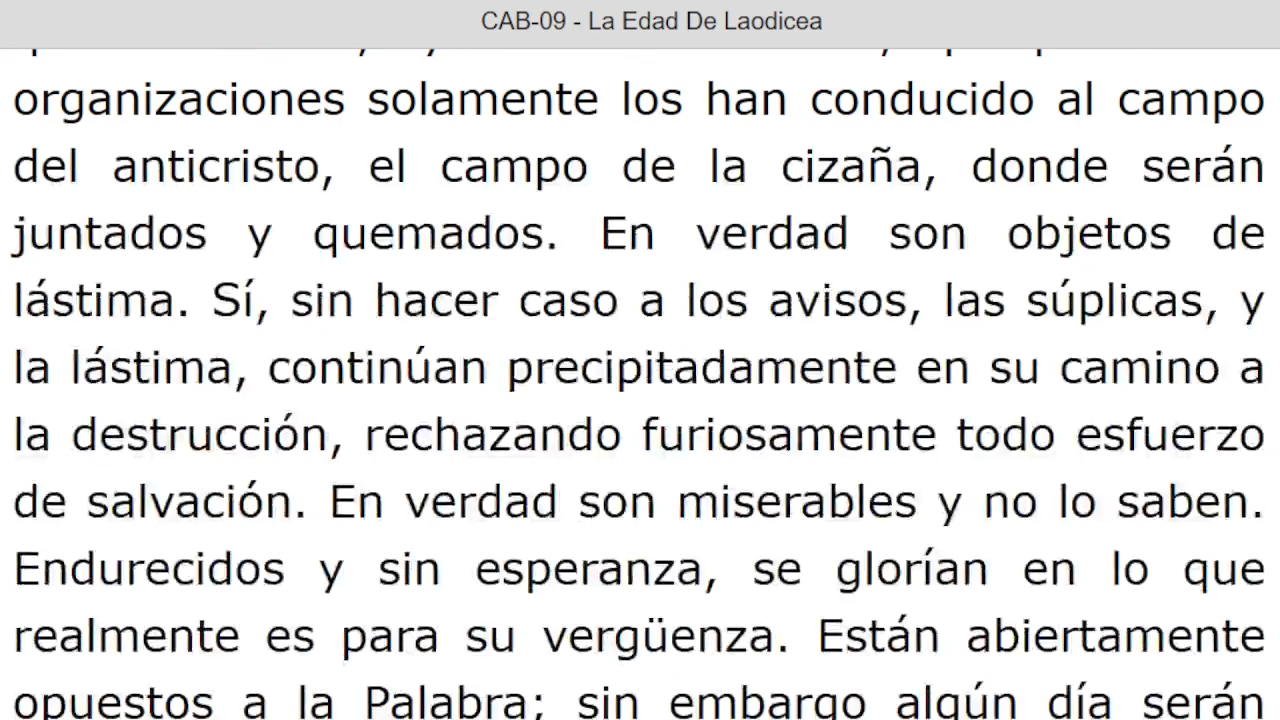 CAB-09 - La Edad De Laodicea
organizaciones solamente los han conducido al campo
del anticristo, el campo de la cizaña, donde serán
juntados y quemados. En verdad son objetos de
lástima. Sí, sin hacer caso a los avisos, las súplicas, y
la lástima, continúan precipitadamente en su camino a
la destrucción, rechazando furiosamente todo esfuerzo
de salvación. En verdad son miserables y no lo saben.
Endurecidos y sin esperanza, se glorían en lo que
realmente es para su vergüenza. Están abiertamente
opuestos a la Palabra; sin embargo algún día serán